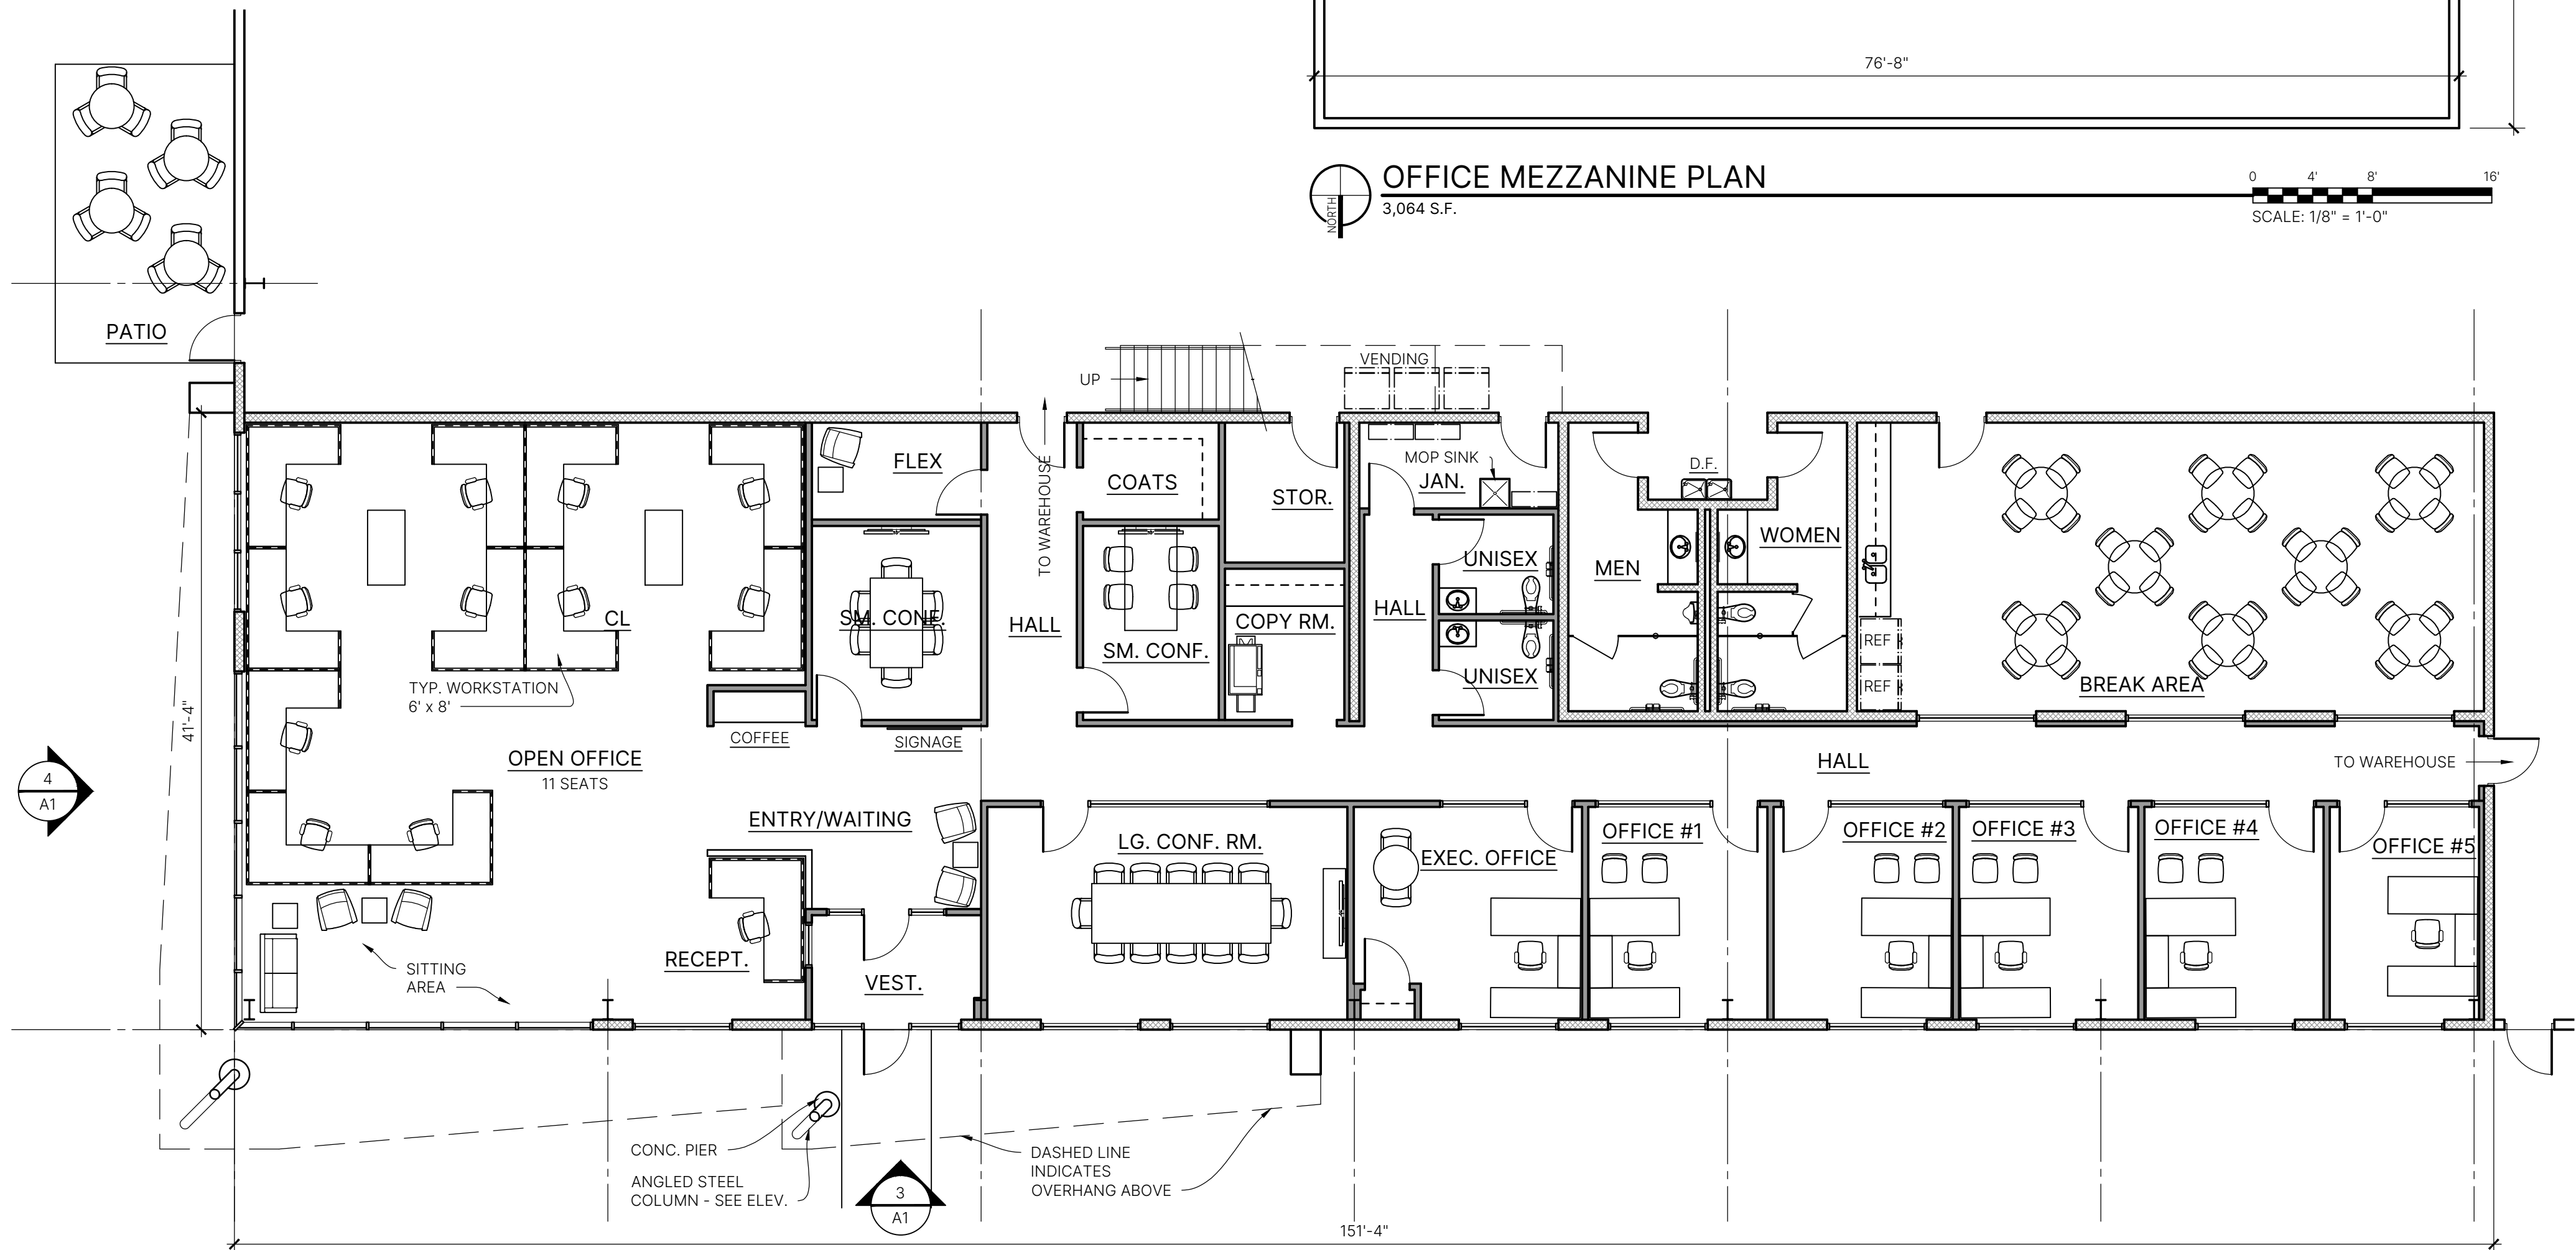 76'-8"
OFFICE MEZZANINE PLAN
3,064 S.F.
NORTH
0 4' 8' 16'
SCALE: 1/8" = 1'-0"
PATIO
UP
VENDING
FLEX
TO WAREHOUSE
COATS
STOR.
MOP SINK
JAN.
D.F.
WOMEN
UNISEX
MEN
SM. CONF.
CL
HALL
HALL
COPY RM.
SM. CONF.
UNISEX
REF
REF
BREAK AREA
TYP. WORKSTATION
6' x 8'
41'-4"
COFFEE
SIGNAGE
OPEN OFFICE
11 SEATS
HALL
TO WAREHOUSE
4
A1
ENTRY/WAITING
LG. CONF. RM.
EXEC. OFFICE
OFFICE #1
OFFICE #2
OFFICE #3
OFFICE #4
OFFICE #5
RECEPT.
SITTING
AREA
VEST.
CONC. PIER
ANGLED STEEL
COLUMN - SEE ELEV.
DASHED LINE
INDICATES
OVERHANG ABOVE
3
A1
151'-4"